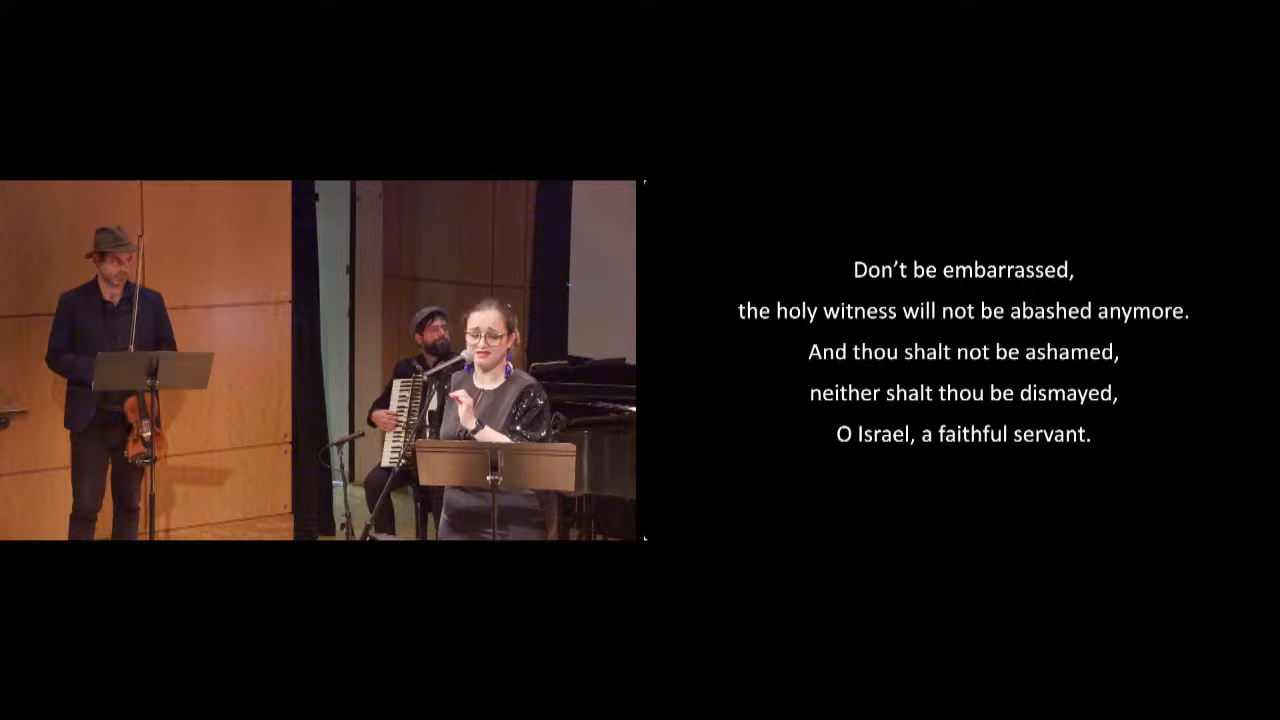 Don’t be embarrassed,
the holy witness will not be abashed anymore.
And thou shalt not be ashamed,
neither shalt thou be dismayed,
O Israel, a faithful servant.